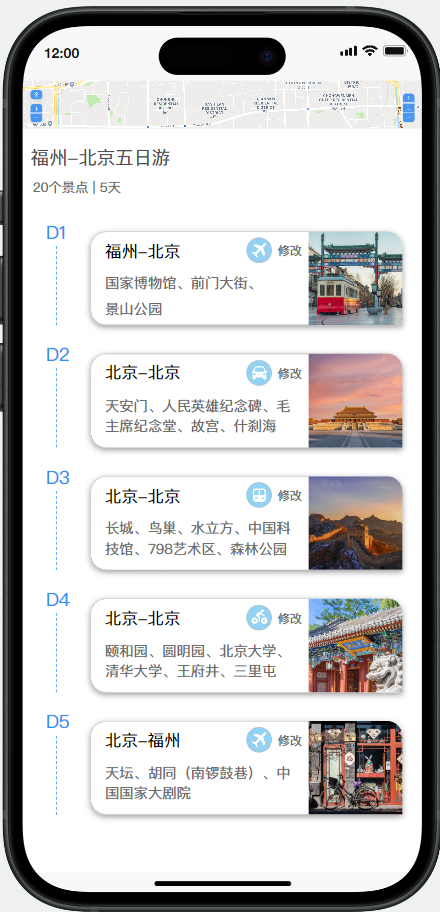 12:00
福州-北京五日游
20个景点 | 5天
D1
福州-北京
修改
国家博物馆、前门大街、
景山公园
D2
北京-北京
修改
天安门、人民英雄纪念碑、毛
主席纪念堂、故宫、什刹海
D3
北京-北京
修改
长城、鸟巢、水立方、中国科
技馆、798艺术区、森林公园
D4
北京-北京
修改
颐和园、圆明园、北京大学、
清华大学、王府井、三里屯
D5
北京-福州
修改
天坛、胡同（南锣鼓巷）、中
国国家大剧院